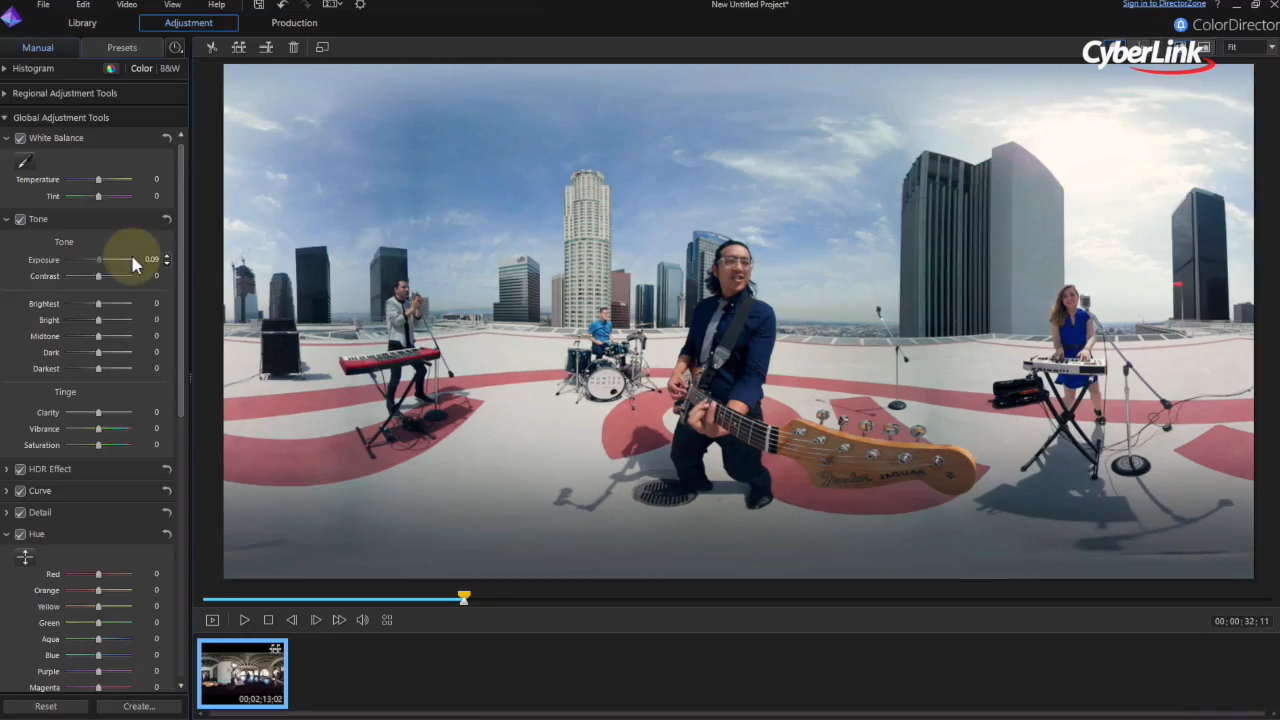 File Edit Video View Help New Untitled Project* Sign in to DirectorZone ?
Library Adjustment Production ColorDirector
Manual Presets Fit
CyberLink
Histogram Color B&W
Regional Adjustment Tools
Global Adjustment Tools
White Balance
Temperature 0
Tint 0
Tone
Tone
Exposure 0.09
Contrast 0
Brightest 0
Bright 0
Midtone 0
Dark 0
Darkest 0
Tinge
Clarity 0
Vibrance 0
Saturation 0
HDR Effect
Curve
Detail
Hue
Red 0
Orange 0
Yellow 0
Green 0
Aqua 0
Blue 0
Purple 0
Magenta 0
Reset Create...
HUNTER
HUNTER
Fender JAGUAR
00;00;32;11
00;02;13;02